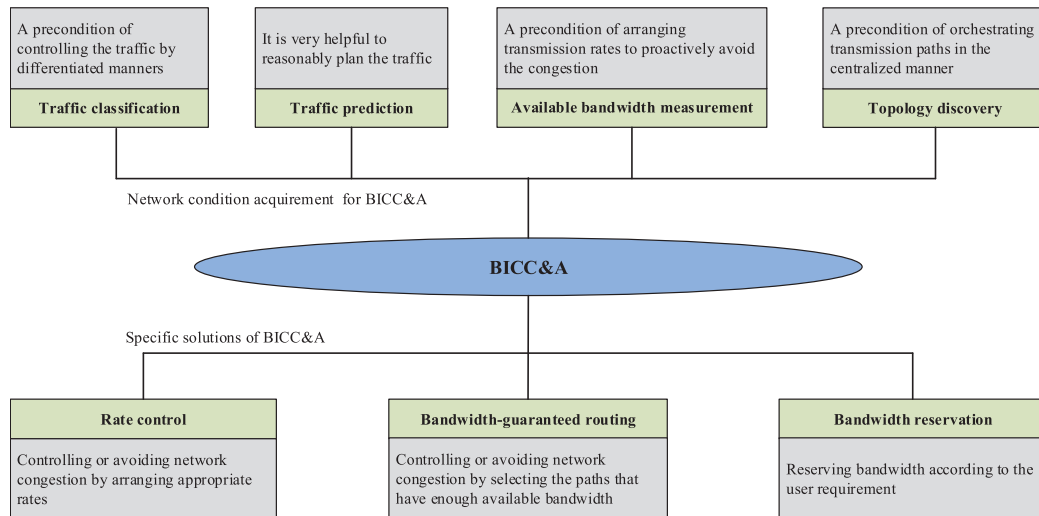 A precondition of
controlling the traffic by
differentiated manners
Traffic classification
It is very helpful to
reasonably plan the traffic
Traffic prediction
A precondition of arranging
transmission rates to proactively avoid
the congestion
Available bandwidth measurement
A precondition of orchestrating
transmission paths in the
centralized manner
Topology discovery
Network condition acquirement for BICC&A
BICC&A
Specific solutions of BICC&A
Rate control
Controlling or avoiding network
congestion by arranging appropriate
rates
Bandwidth-guaranteed routing
Controlling or avoiding network
congestion by selecting the paths that
have enough available bandwidth
Bandwidth reservation
Reserving bandwidth according to the
user requirement